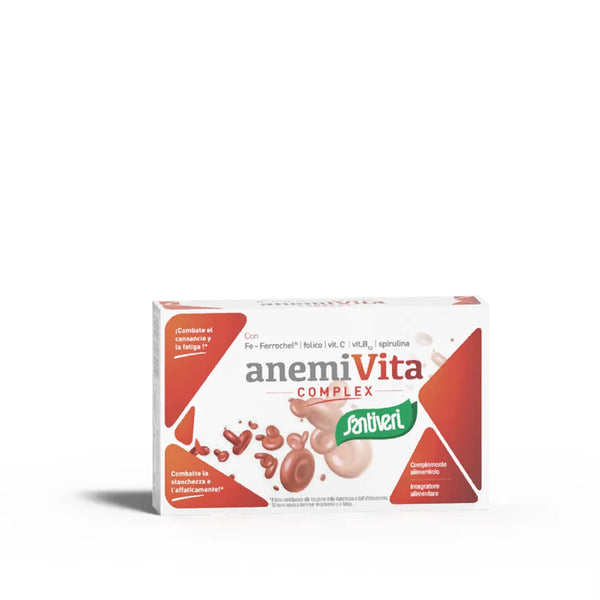 anemiVita
¡Combate el
cansancio y
la fatiga !*
Con
Fe - Ferrochel® | folico | vit. C | vit.B12 | spirulina
anemiVita®
COMPLEX
Santiveri
Combatte la
stanchezza e
l'affaticamento!*
Complemento
alimenticio
Integratore
alimentare